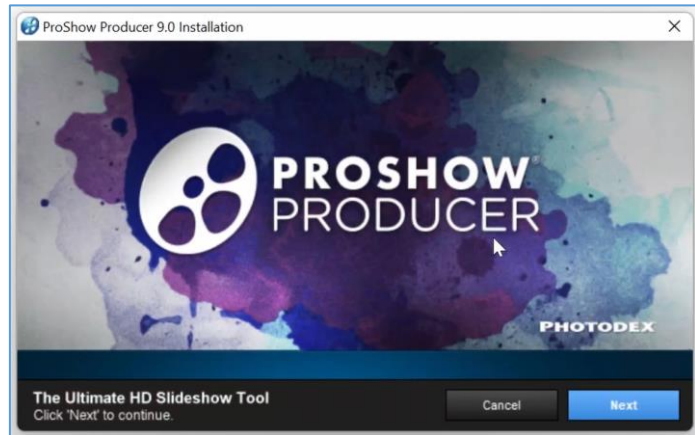 ProShow Producer 9.0 Installation
PROSHOW®
PRODUCER
PHOTODEX
The Ultimate HD Slideshow Tool
Click 'Next' to continue.
Cancel
Next